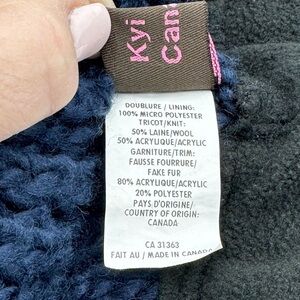 Kyi
Can
DOUBLURE / LINING:
100% MICRO POLYESTER
TRICOT/KNIT:
50% LAINE/WOOL
50% ACRYLIQUE/ACRYLIC
GARNITURE/TRIM:
FAUSSE FOURRURE/
FAKE FUR
80% ACRYLIQUE/ACRYLIC
20% POLYESTER
PAYS D'ORIGINE/
COUNTRY OF ORIGIN:
CANADA
CA 31363
FAIT AU / MADE IN CANADA